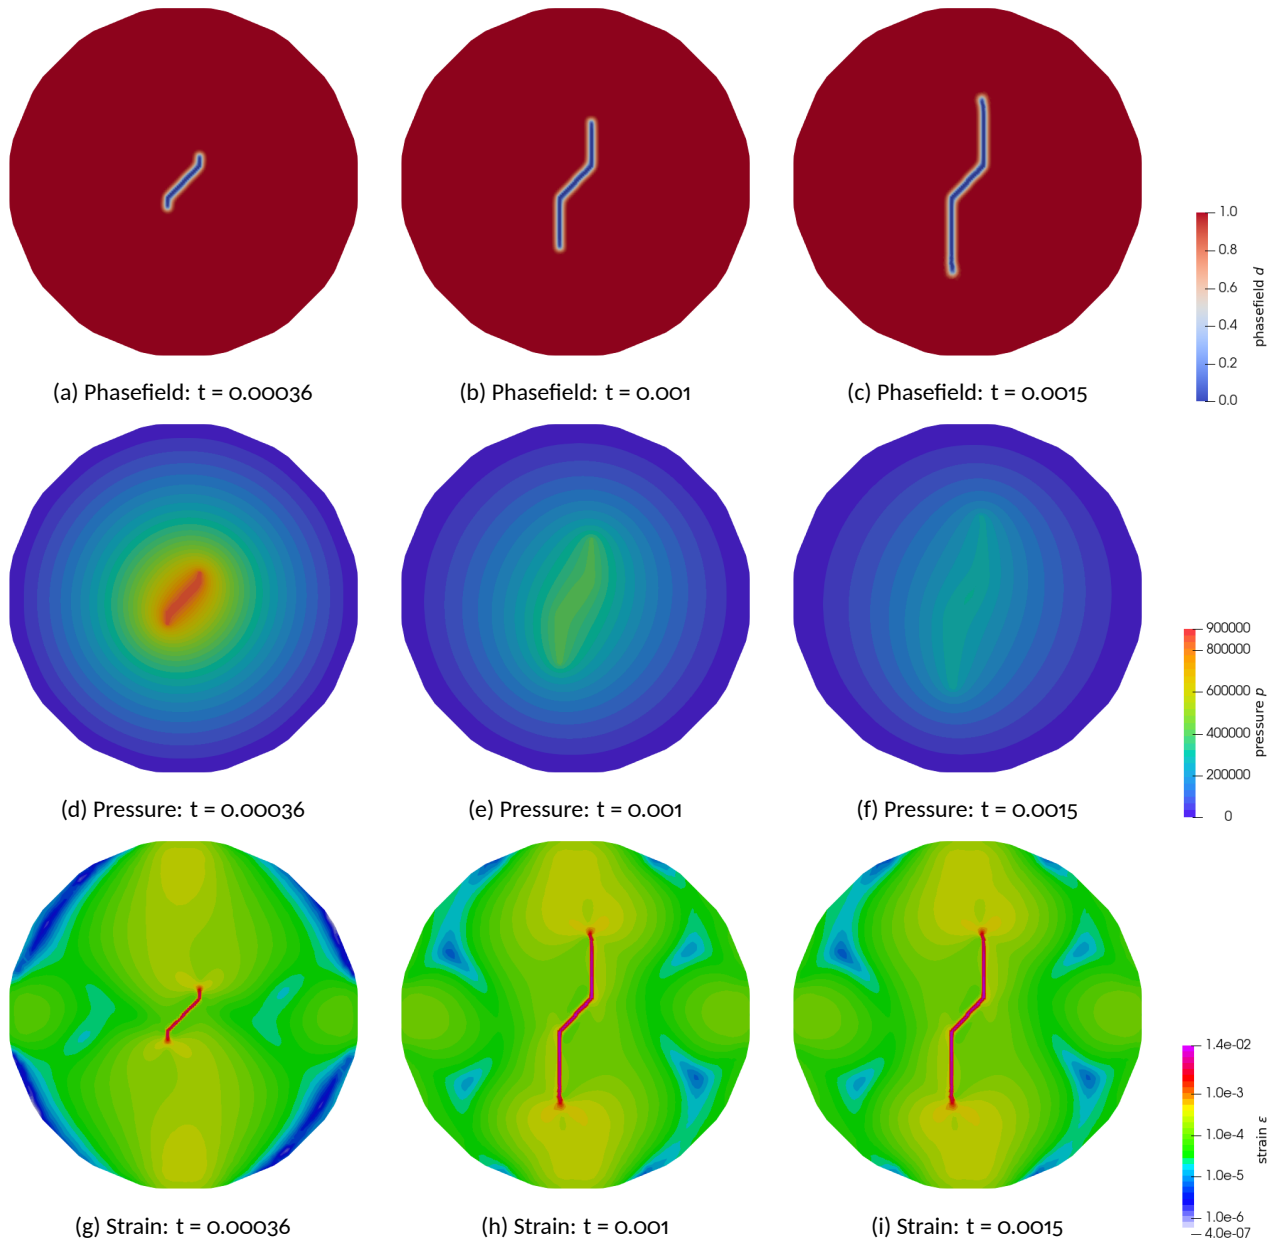 1.0
0.8
0.6
0.4
0.2
0.0
phasefield d
(a) Phasefield: t = 0.00036
(b) Phasefield: t = 0.001
(c) Phasefield: t = 0.0015
900000
800000
600000
400000
200000
0
pressure p
(d) Pressure: t = 0.00036
(e) Pressure: t = 0.001
(f) Pressure: t = 0.0015
1.4e-02
1.0e-3
1.0e-4
1.0e-5
1.0e-6
4.0e-07
strain ε
(g) Strain: t = 0.00036
(h) Strain: t = 0.001
(i) Strain: t = 0.0015